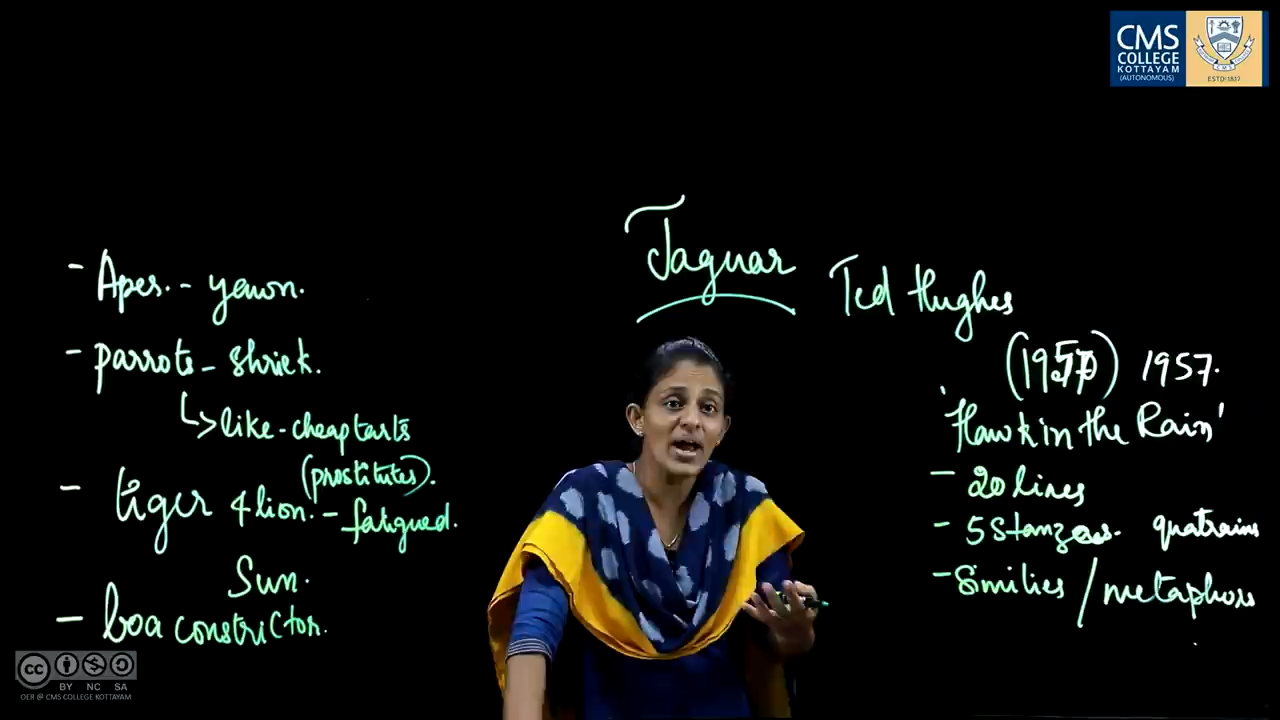 CMS
COLLEGE
KOTTAYAM
(AUTONOMOUS)
ESTD:1817
Jaguar
Ted Hughes
(1957) 1957.
'Hawk in the Rain'
- 20 lines
- 5 Stanzas. quatrains
- Similies / metaphors
- Apes. - yawn.
- parrots - shriek.
↳ like - cheap tarts
(prostitutes).
- tiger & lion. - fatigued.
Sun.
- boa constrictor.
CC BY NC SA
OER @ CMS COLLEGE KOTTAYAM